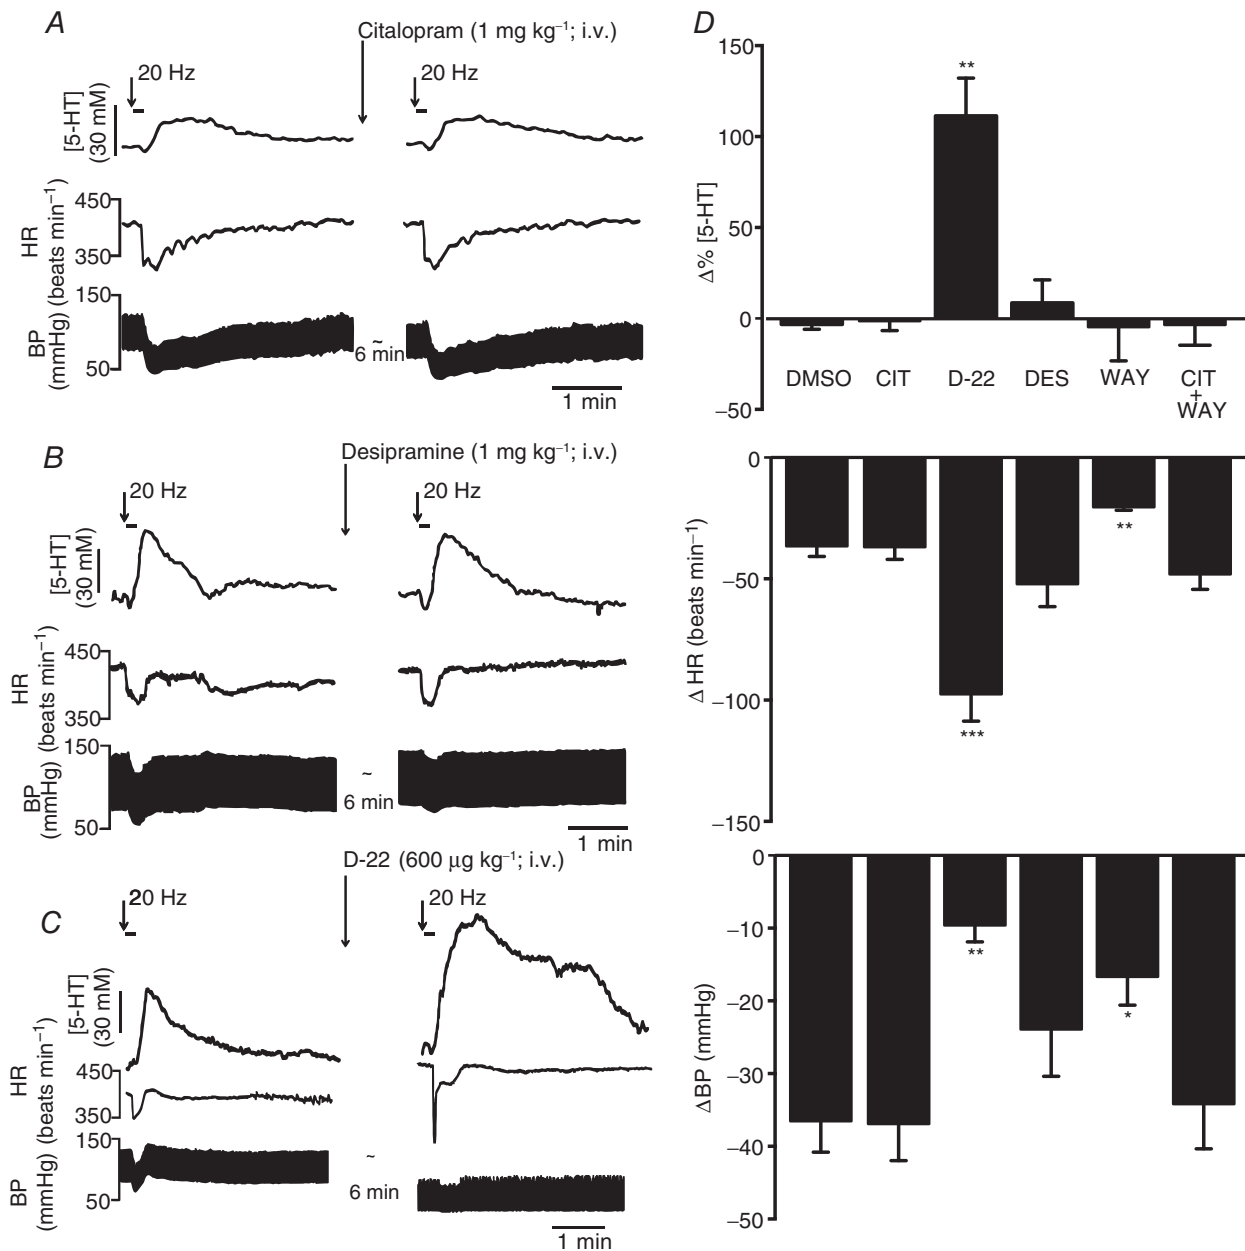 A
Citalopram (1 mg kg⁻¹; i.v.)
20 Hz
20 Hz
[5-HT]
(30 mM)
HR
(beats min⁻¹)
450
350
BP
(mmHg)
150
50
~
6 min
1 min
B
Desipramine (1 mg kg⁻¹; i.v.)
20 Hz
20 Hz
[5-HT]
(30 mM)
HR
(beats min⁻¹)
450
350
BP
(mmHg)
150
50
~
6 min
1 min
C
D-22 (600 μg kg⁻¹; i.v.)
20 Hz
20 Hz
[5-HT]
(30 mM)
HR
(beats min⁻¹)
450
350
BP
(mmHg)
150
50
~
6 min
1 min
D
Δ% [5-HT]
150
100
50
0
−50
**
DMSO
CIT
D-22
DES
WAY
CIT
+
WAY
Δ HR (beats min⁻¹)
0
−50
−100
−150
***
**
ΔBP (mmHg)
0
−10
−20
−30
−40
−50
**
*